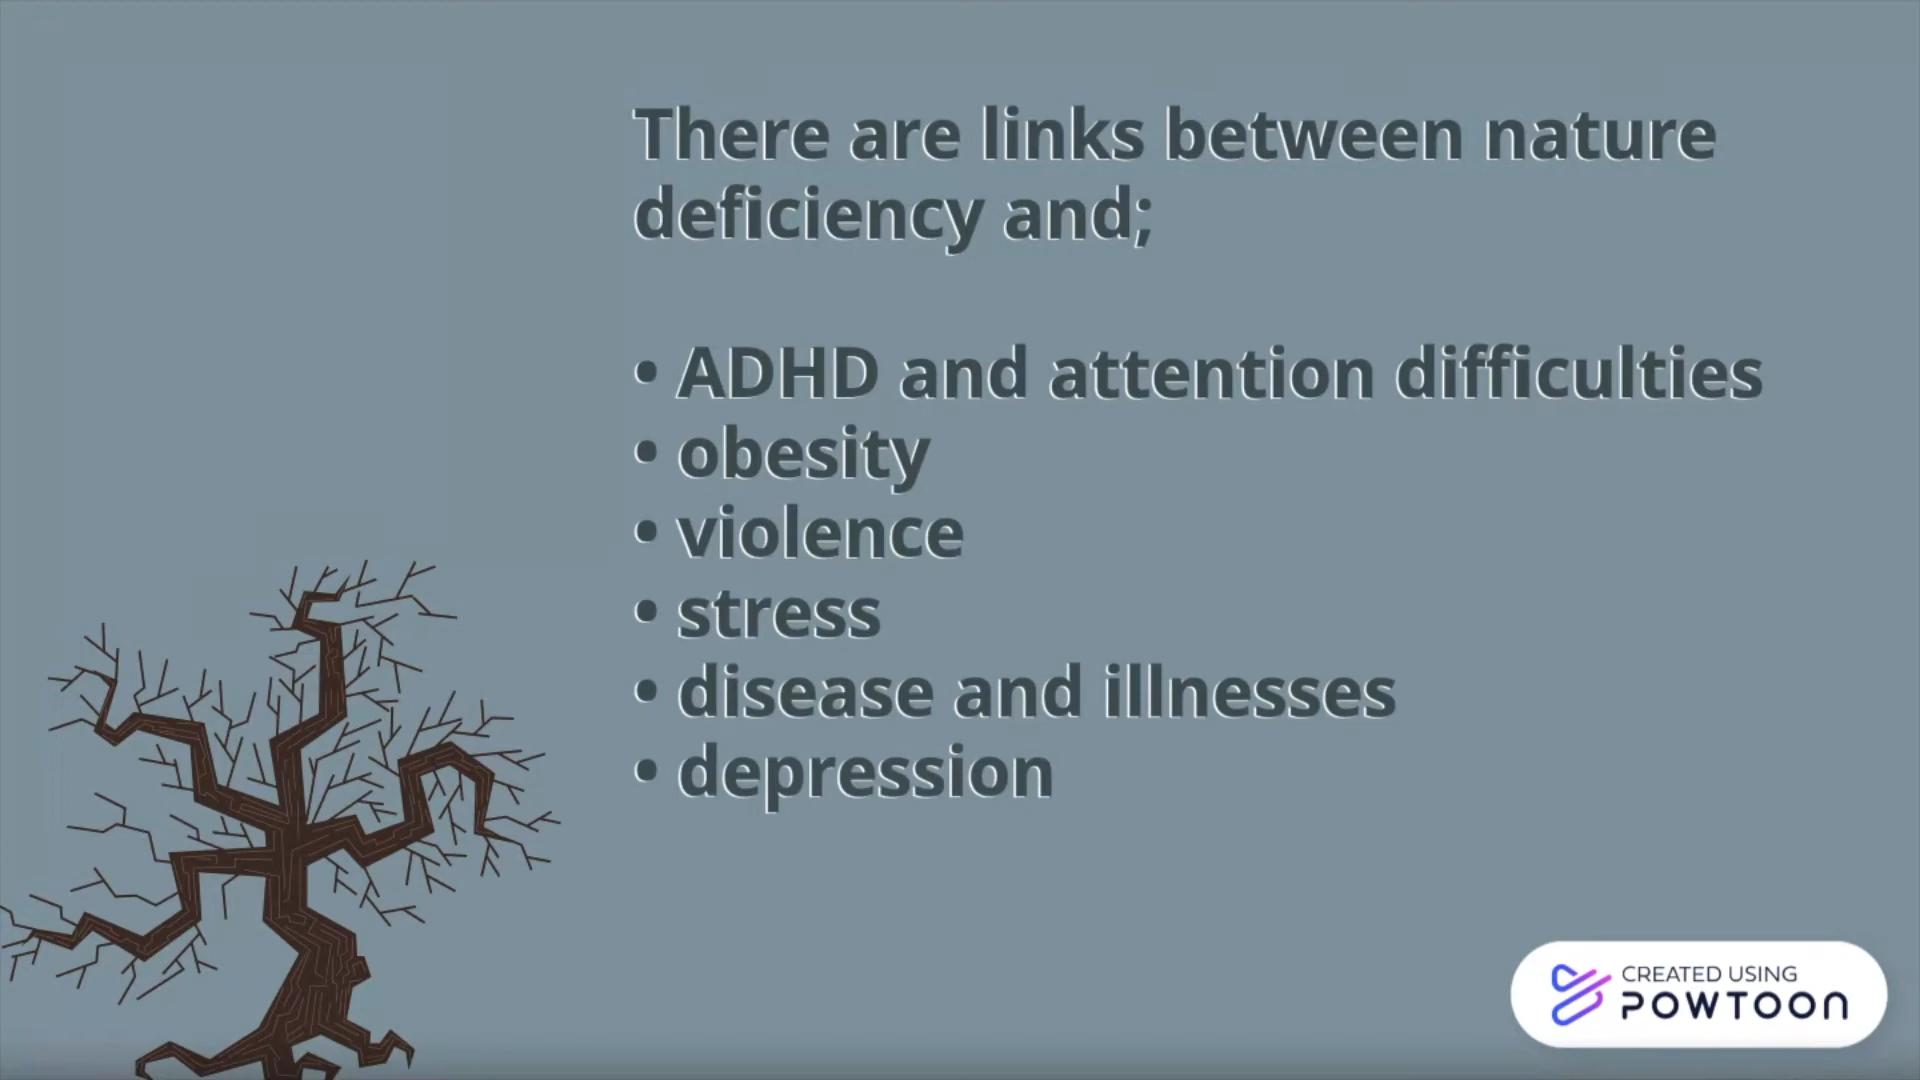 There are links between nature
deficiency and;
• ADHD and attention difficulties
• obesity
• violence
• stress
• disease and illnesses
• depression
CREATED USING
POWTOON